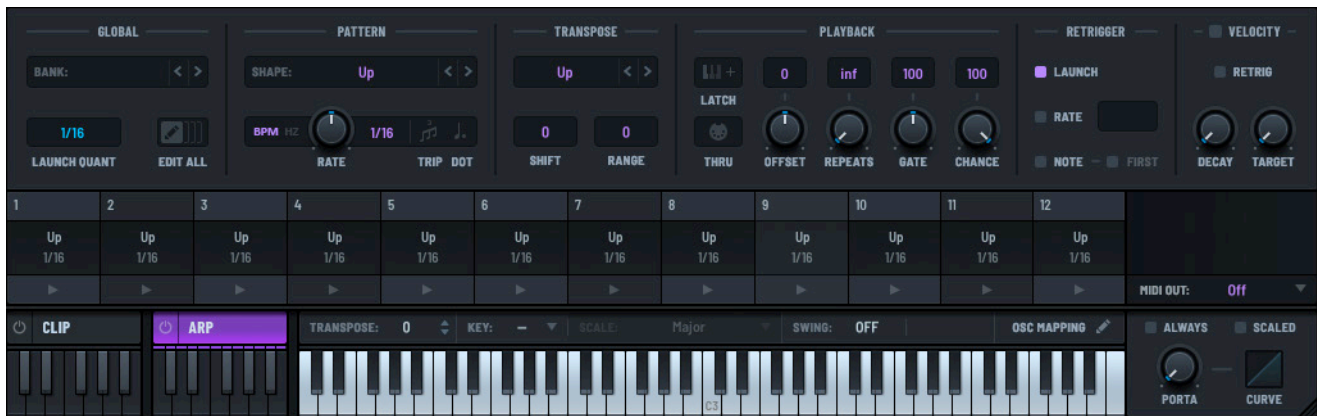 GLOBAL
PATTERN
TRANSPOSE
PLAYBACK
RETRIGGER
VELOCITY
BANK: < >
SHAPE: Up < >
Up < >
0 inf 100 100
LAUNCH
RETRIG
LATCH
1/16
BPM HZ 1/16
0 0
RATE
LAUNCH QUANT EDIT ALL
RATE TRIP DOT
SHIFT RANGE
THRU OFFSET REPEATS GATE CHANCE
NOTE FIRST
DECAY TARGET
1 2 3 4 5 6 7 8 9 10 11 12
Up Up Up Up Up Up Up Up Up Up Up Up
1/16 1/16 1/16 1/16 1/16 1/16 1/16 1/16 1/16 1/16 1/16 1/16
MIDI OUT: Off
CLIP
ARP
TRANSPOSE: 0 KEY: – SCALE: Major SWING: OFF OSC MAPPING
ALWAYS SCALED
C3
PORTA CURVE